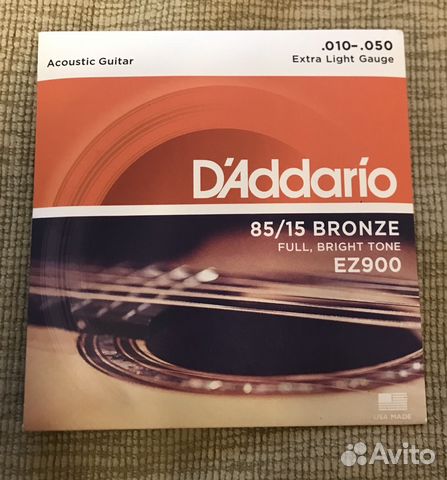 .010-.050
Acoustic Guitar
Extra Light Gauge
D'Addario
85/15 BRONZE
FULL, BRIGHT TONE
EZ900
USA MADE
Avito